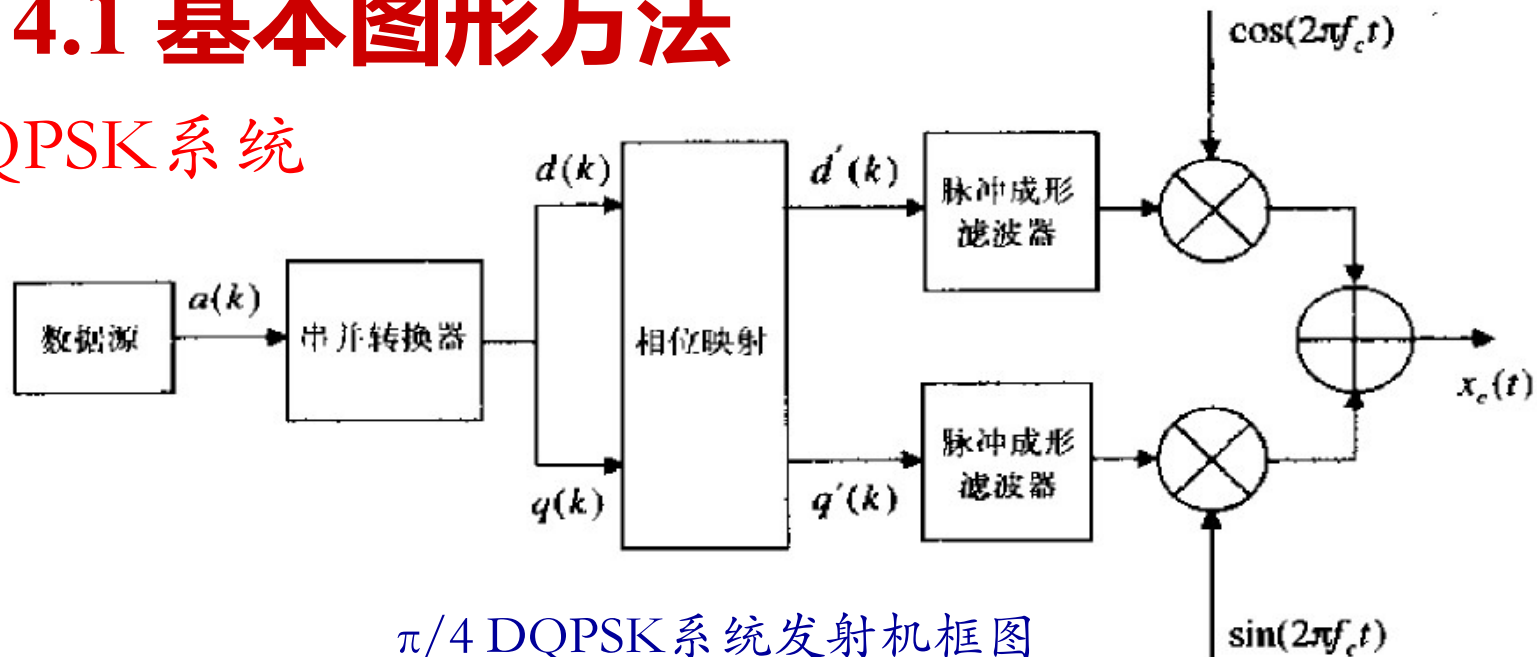 4.1 基本图形方法
QPSK系统
cos(2πf_c t)
d(k)
d′(k)
脉冲成形
滤波器
a(k)
数据源
串并转换器
相位映射
x_c(t)
脉冲成形
滤波器
q(k)
q′(k)
π/4 DQPSK系统发射机框图
sin(2πf_c t)